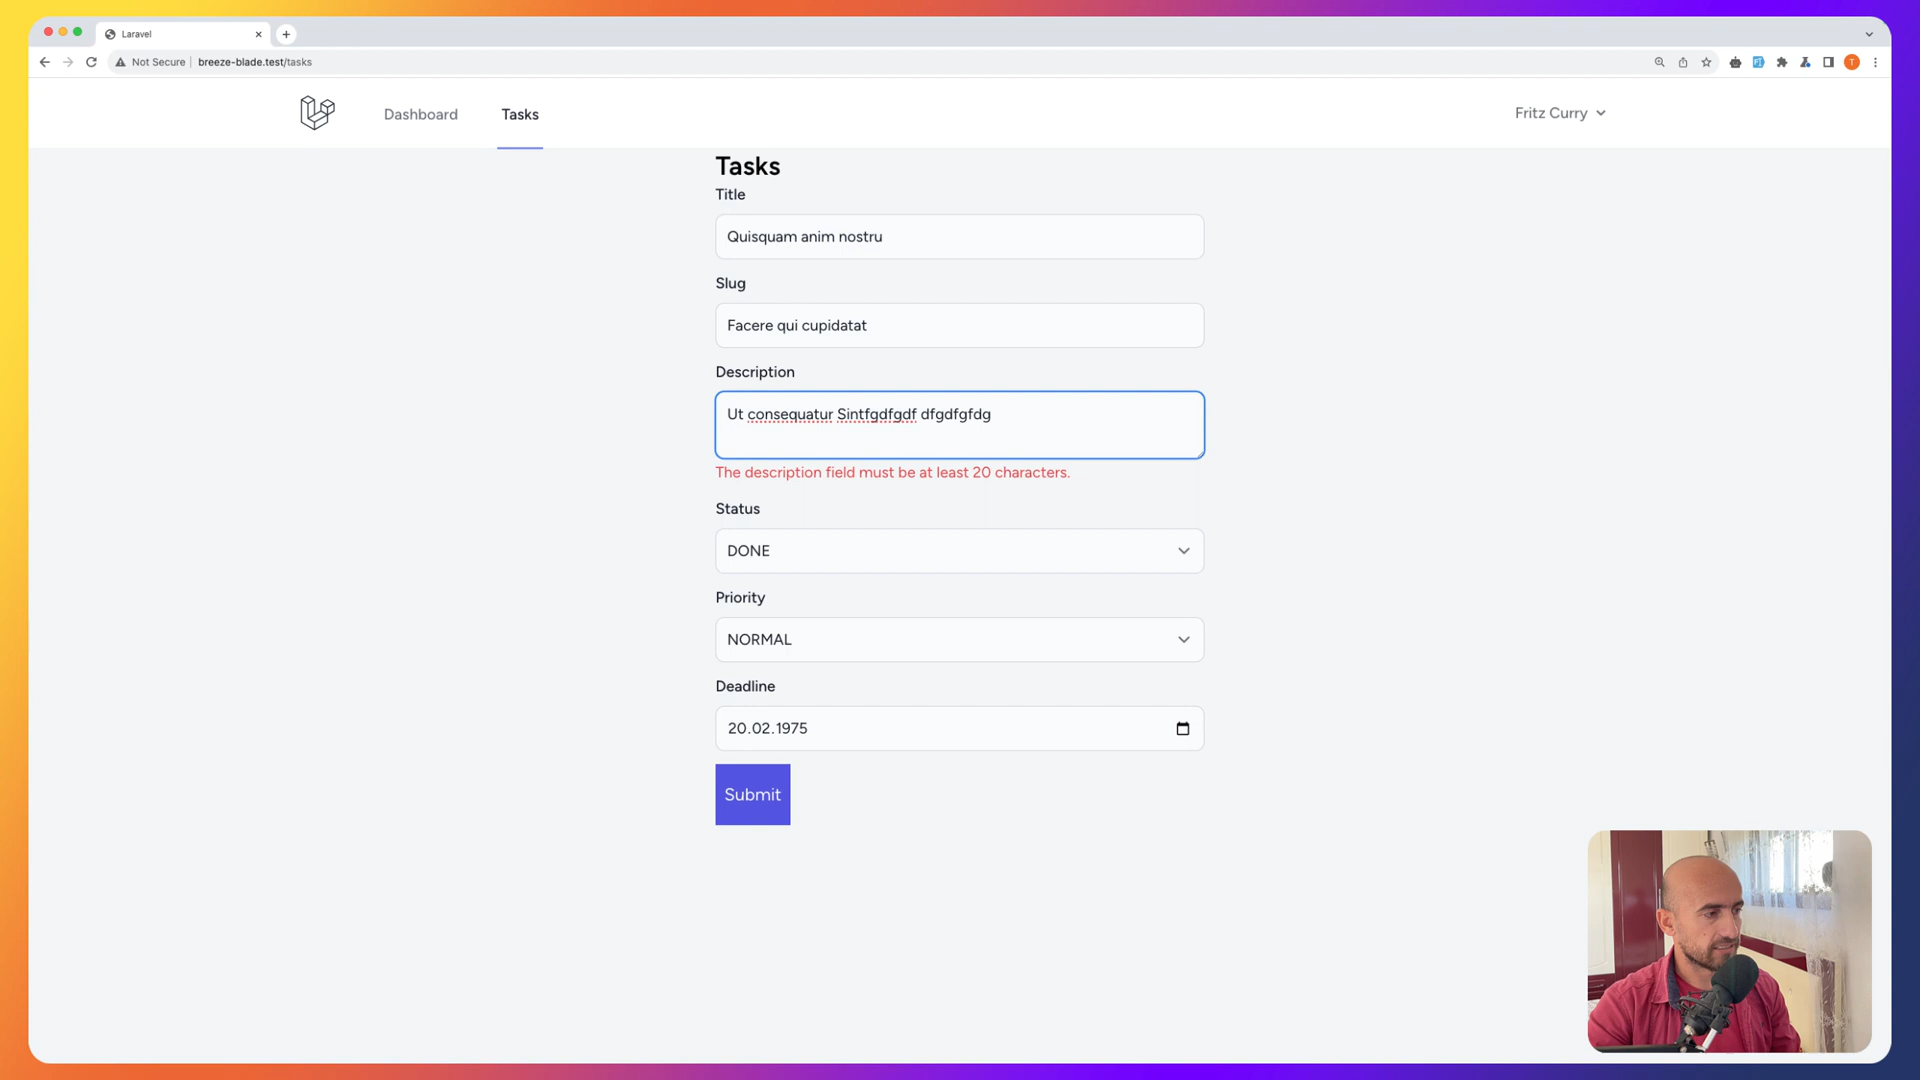 Laravel
Not Secure breeze-blade.test/tasks
T
Dashboard Tasks Fritz Curry
Tasks
Title
Quisquam anim nostru
Slug
Facere qui cupidatat
Description
Ut consequatur Sintfgdfgdf dfgdfgfdg
The description field must be at least 20 characters.
Status
DONE
Priority
NORMAL
Deadline
20.02.1975
Submit